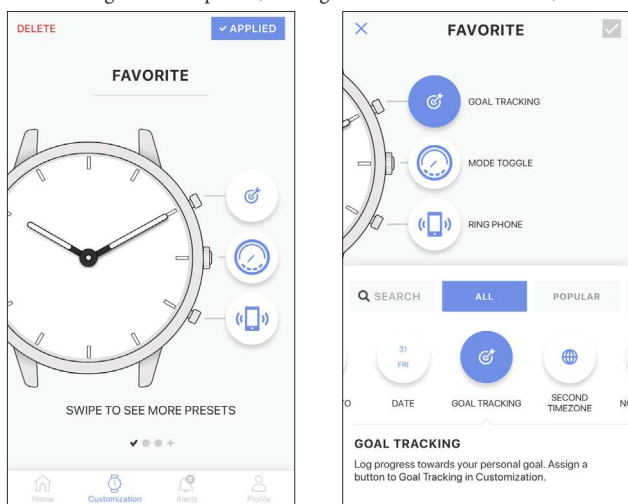 DELETE
✓ APPLIED
FAVORITE
SWIPE TO SEE MORE PRESETS
Home
Customization
Alerts
Profile
FAVORITE
GOAL TRACKING
MODE TOGGLE
RING PHONE
SEARCH
ALL
POPULAR
31
FRI
DATE
GOAL TRACKING
SECOND
TIMEZONE
GOAL TRACKING
Log progress towards your personal goal. Assign a
button to Goal Tracking in Customization.